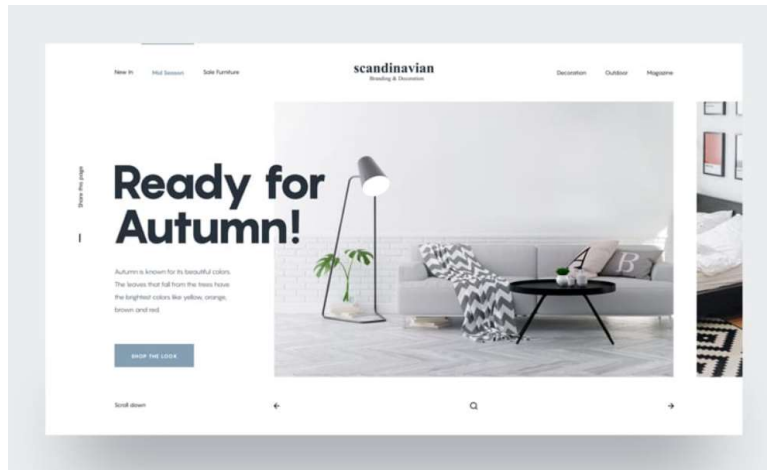 New in
Mid Season
Sale Furniture
scandinavian
Branding & Decoration
Decoration
Outdoor
Magazine
Share this page
Ready for
Autumn!
Autumn is known for its beautiful colors.
The leaves that fall from the trees have
the brightest colors like yellow, orange,
brown and red.
SHOP THE LOOK
A
B
Scroll down